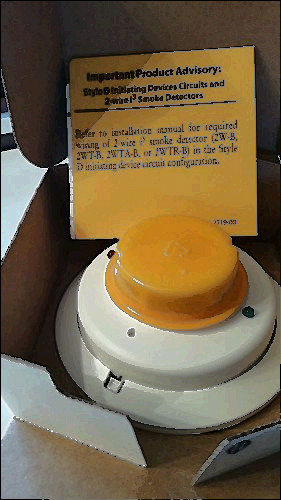 Important Product Advisory:
Style D Initiating Devices Circuits and
2-wire i³ Smoke Detectors
Refer to installation manual for required
wiring of 2-wire i³ smoke detector (2W-B,
2WT-B, 2WTA-B, or 2WTR-B) in the Style
D initiating device circuit configuration.